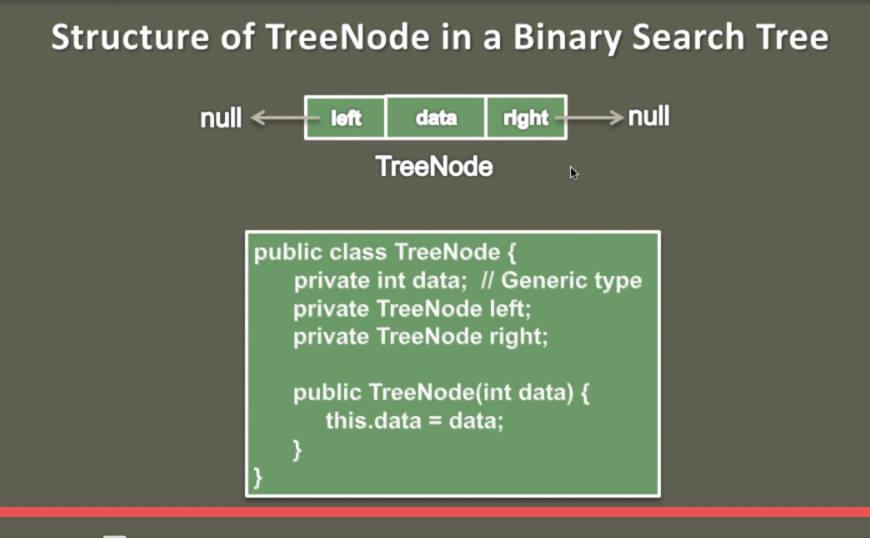 Structure of TreeNode in a Binary Search Tree
null left data right null
TreeNode
public class TreeNode {
private int data; // Generic type
private TreeNode left;
private TreeNode right;
public TreeNode(int data) {
this.data = data;
}
}